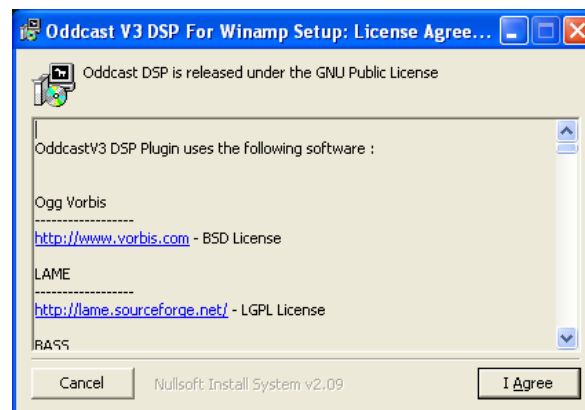 Oddcast V3 DSP For Winamp Setup: License Agree...
Oddcast DSP is released under the GNU Public License
OddcastV3 DSP Plugin uses the following software :
Ogg Vorbis
-----------------
http://www.vorbis.com - BSD License
LAME
-----------------
http://lame.sourceforge.net/ - LGPL License
BASS
Cancel
Nullsoft Install System v2.09
I Agree